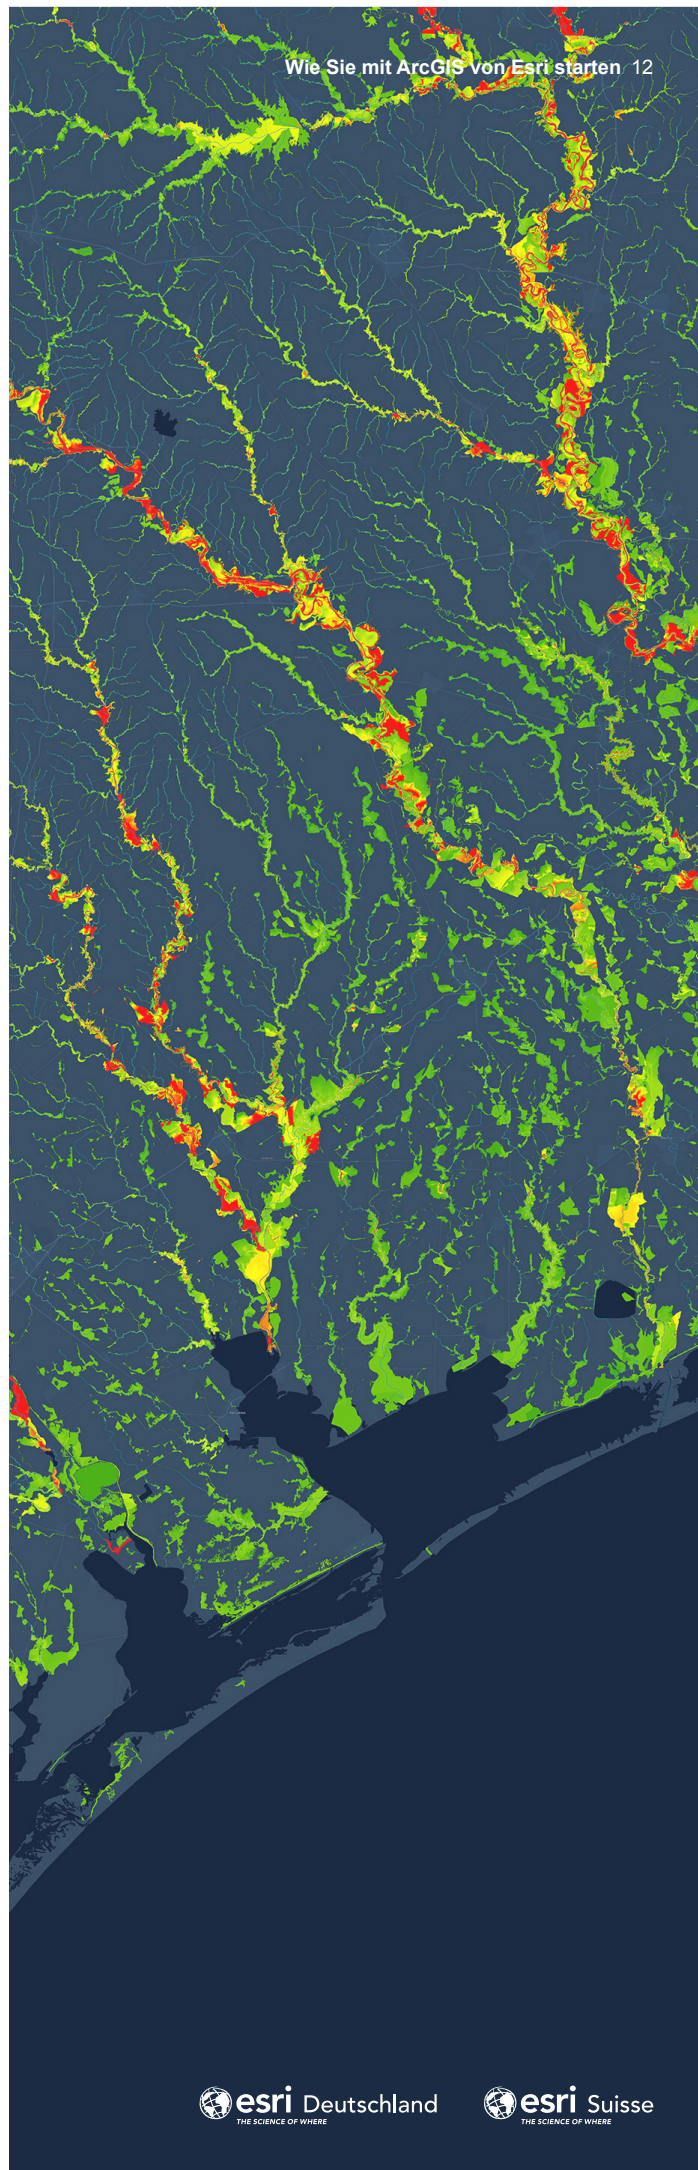 Wie Sie mit ArcGIS von Esri starten 12
esri Deutschland
THE SCIENCE OF WHERE
esri Suisse
THE SCIENCE OF WHERE